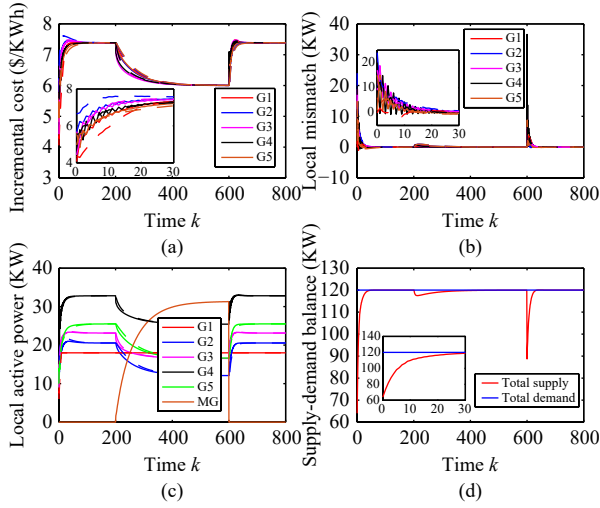 Incremental cost ($/KWh)
8
7
6
5
4
3
8
6
4
0 10 20 30
G1
G2
G3
G4
G5
0 200 400 600 800
Time k
(a)
Local mismatch (KW)
40
30
20
10
0
−10
20
10
0
0 10 20 30
G1
G2
G3
G4
G5
0 200 400 600 800
Time k
(b)
Local active power (KW)
40
30
20
10
0
G1
G2
G3
G4
G5
MG
0 200 400 600 800
Time k
(c)
Supply-demand balance (KW)
130
120
110
100
90
80
70
60
140
120
100
80
60
0 10 20 30
Total supply
Total demand
0 200 400 600 800
Time k
(d)